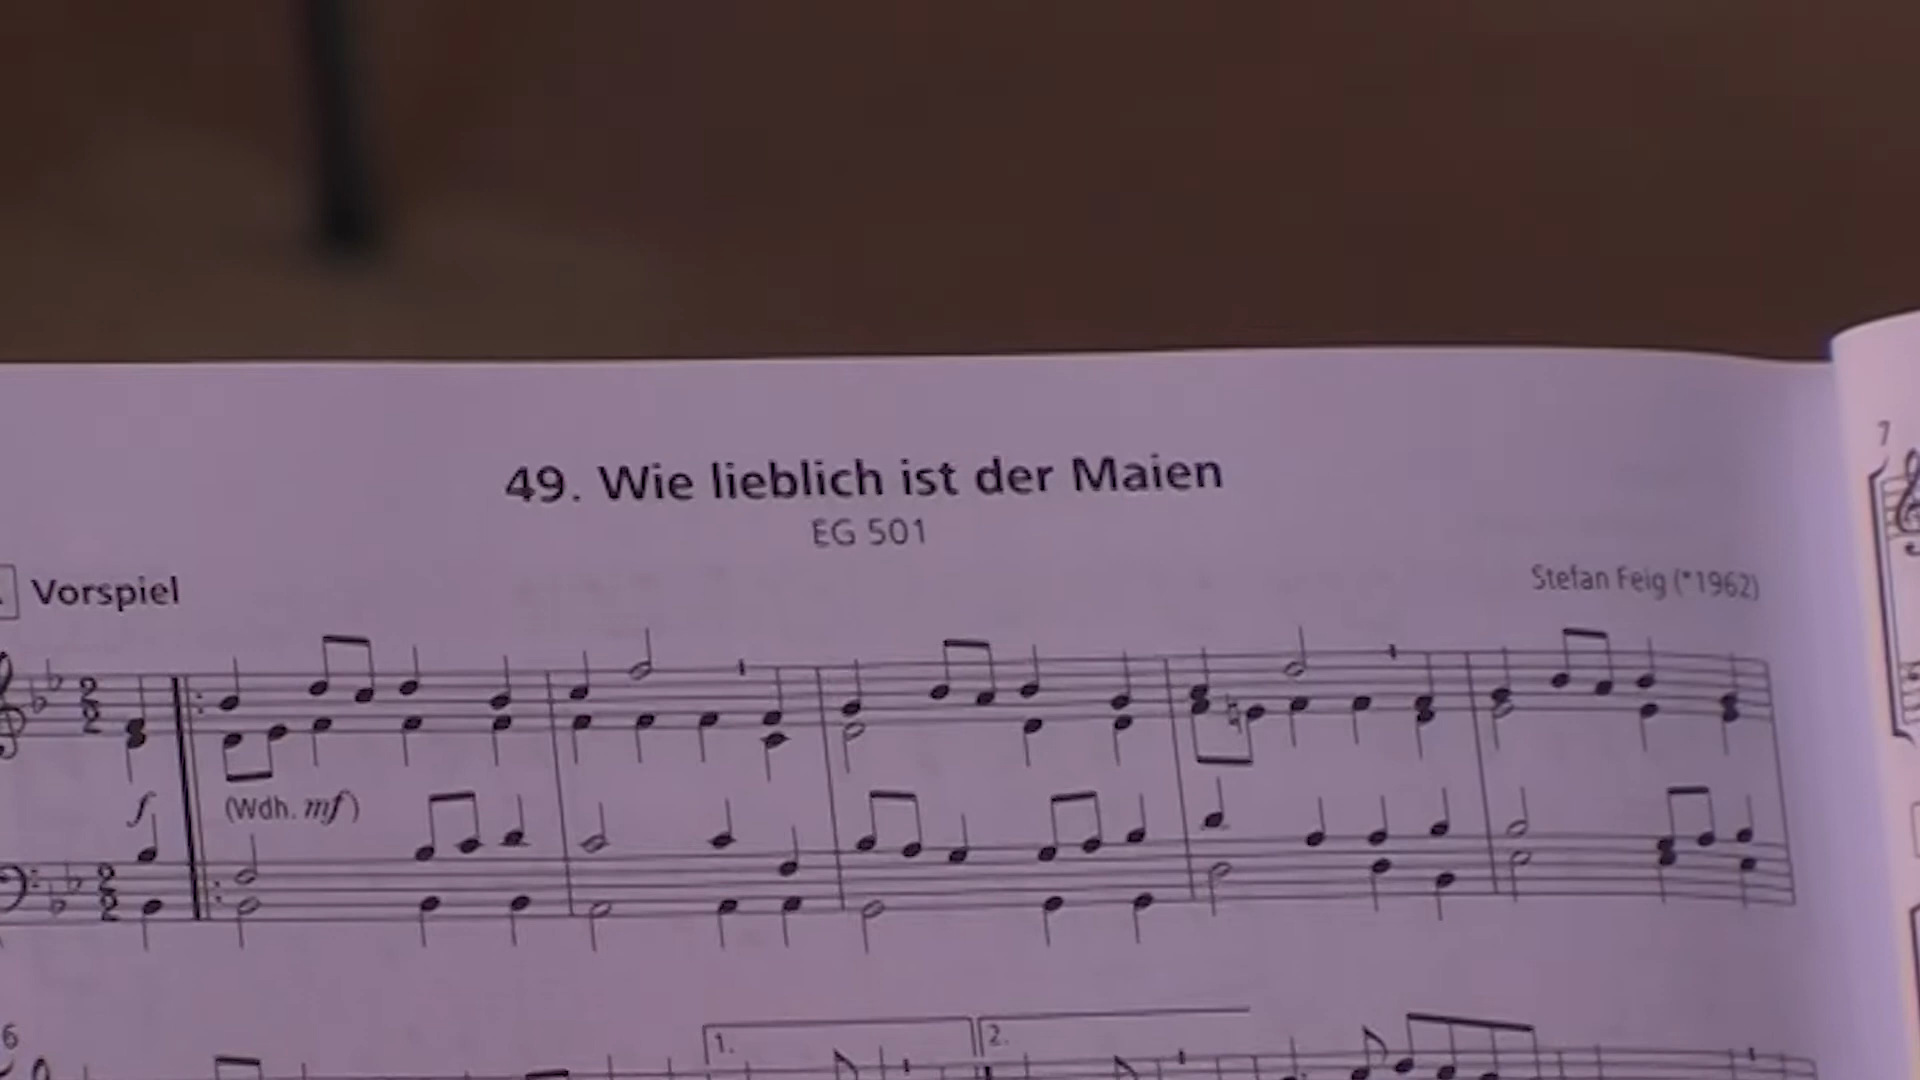 49. Wie lieblich ist der Maien
EG 501
Vorspiel
Stefan Feig (*1962)
7
f
(Wdh. mf)
6
1.
2.